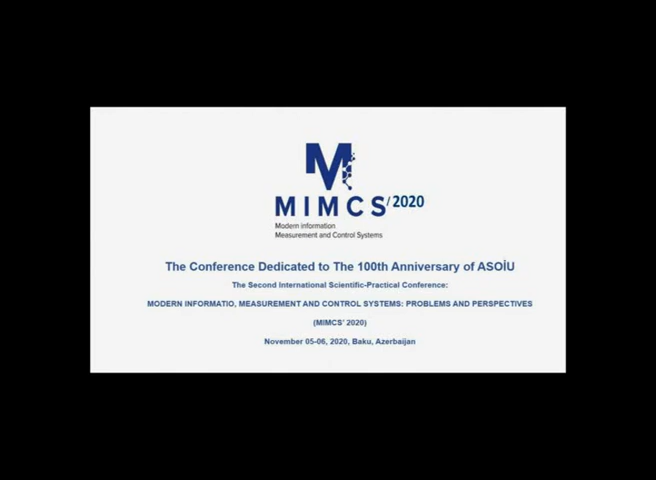 M
MIMCS/2020
Modern information
Measurement and Control Systems
The Conference Dedicated to The 100th Anniversary of ASOİU
The Second International Scientific-Practical Conference:
MODERN INFORMATIO, MEASUREMENT AND CONTROL SYSTEMS: PROBLEMS AND PERSPECTIVES
(MIMCS' 2020)
November 05-06, 2020, Baku, Azerbaijan